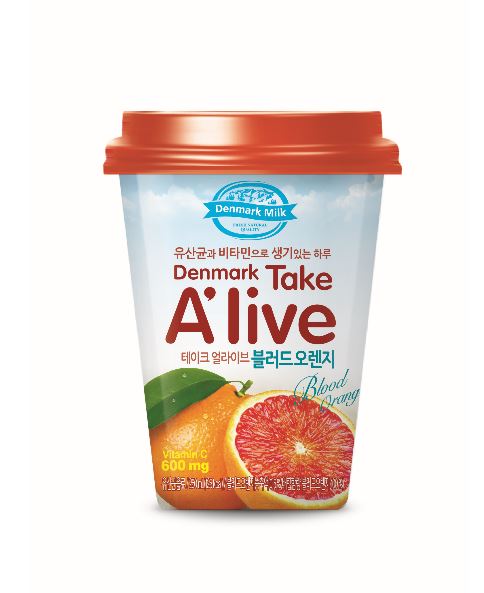 Denmark Milk
유산균과 비타민으로 생기있는 하루
Denmark Take
A'live
테이크 얼라이브 블러드 오렌지
Blood
Orang
Vitamin C
600 mg